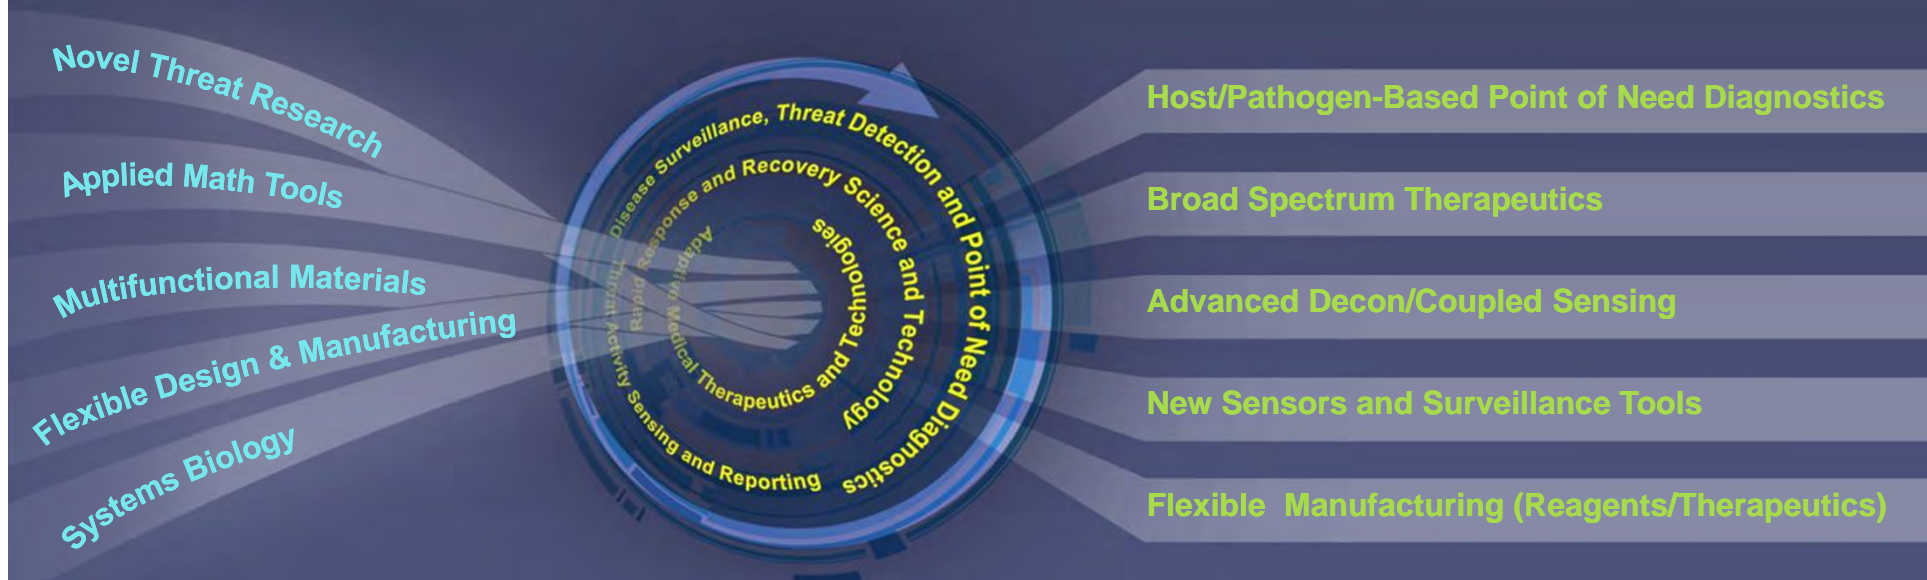 Novel Threat Research
Applied Math Tools
Multifunctional Materials
Flexible Design & Manufacturing
Systems Biology
Disease Surveillance, Threat Detection and Point of Need Diagnostics
Rapid Response and Recovery Science and Technology
Adaptive Medical Therapeutics and Technologies
Threat Activity Sensing and Reporting
Host/Pathogen-Based Point of Need Diagnostics
Broad Spectrum Therapeutics
Advanced Decon/Coupled Sensing
New Sensors and Surveillance Tools
Flexible  Manufacturing (Reagents/Therapeutics)